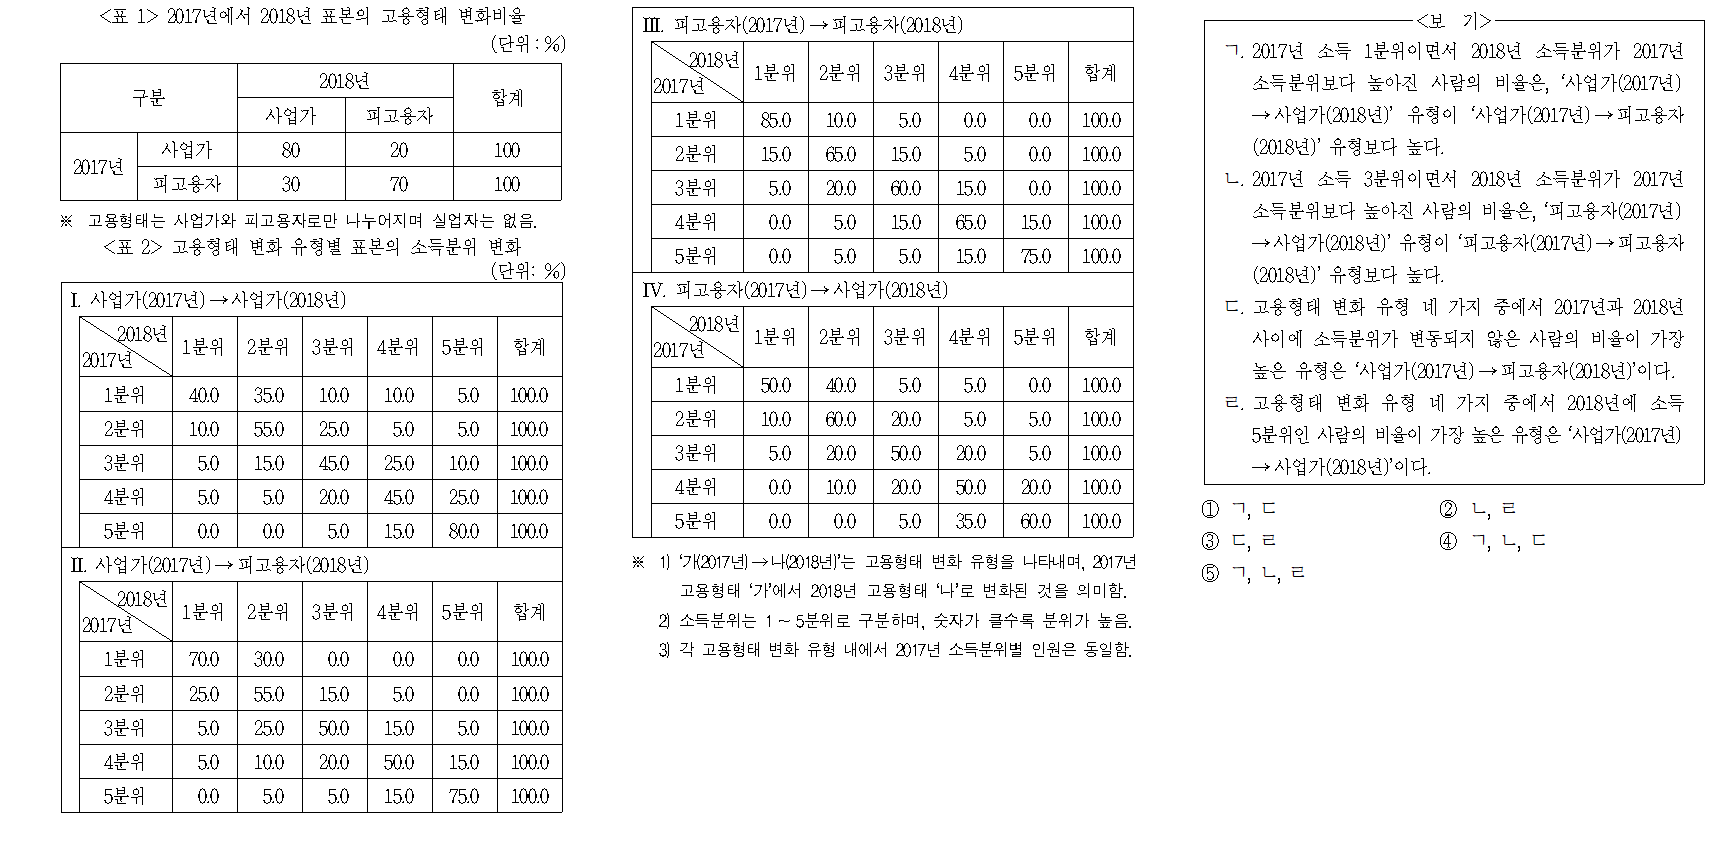 <표 1> 2017년에서 2018년 표본의 고용형태 변화비율
(단위 : %)
구분 2018년 합계
사업가 피고용자
2017년 사업가 80 20 100
피고용자 30 70 100
※ 고용형태는 사업가와 피고용자로만 나누어지며 실업자는 없음.
<표 2> 고용형태 변화 유형별 표본의 소득분위 변화
(단위: %)
Ⅰ. 사업가(2017년)→사업가(2018년)
2018년
2017년 1분위 2분위 3분위 4분위 5분위 합계
1분위 40.0 35.0 10.0 10.0 5.0 100.0
2분위 10.0 55.0 25.0 5.0 5.0 100.0
3분위 5.0 15.0 45.0 25.0 10.0 100.0
4분위 5.0 5.0 20.0 45.0 25.0 100.0
5분위 0.0 0.0 5.0 15.0 80.0 100.0
Ⅱ. 사업가(2017년)→피고용자(2018년)
2018년
2017년 1분위 2분위 3분위 4분위 5분위 합계
1분위 70.0 30.0 0.0 0.0 0.0 100.0
2분위 25.0 55.0 15.0 5.0 0.0 100.0
3분위 5.0 25.0 50.0 15.0 5.0 100.0
4분위 5.0 10.0 20.0 50.0 15.0 100.0
5분위 0.0 5.0 5.0 15.0 75.0 100.0
Ⅲ. 피고용자(2017년)→피고용자(2018년)
2018년
2017년 1분위 2분위 3분위 4분위 5분위 합계
1분위 85.0 10.0 5.0 0.0 0.0 100.0
2분위 15.0 65.0 15.0 5.0 0.0 100.0
3분위 5.0 20.0 60.0 15.0 0.0 100.0
4분위 0.0 5.0 15.0 65.0 15.0 100.0
5분위 0.0 5.0 5.0 15.0 75.0 100.0
Ⅳ. 피고용자(2017년)→사업가(2018년)
2018년
2017년 1분위 2분위 3분위 4분위 5분위 합계
1분위 50.0 40.0 5.0 5.0 0.0 100.0
2분위 10.0 60.0 20.0 5.0 5.0 100.0
3분위 5.0 20.0 50.0 20.0 5.0 100.0
4분위 0.0 10.0 20.0 50.0 20.0 100.0
5분위 0.0 0.0 5.0 35.0 60.0 100.0
※ 1) ‘가(2017년)→나(2018년)’는 고용형태 변화 유형을 나타내며, 2017년
고용형태 ‘가’에서 2018년 고용형태 ‘나’로 변화된 것을 의미함.
2) 소득분위는 1 ~ 5분위로 구분하며, 숫자가 클수록 분위가 높음.
3) 각 고용형태 변화 유형 내에서 2017년 소득분위별 인원은 동일함.
<보 기>
ㄱ. 2017년 소득 1분위이면서 2018년 소득분위가 2017년
소득분위보다 높아진 사람의 비율은, ‘사업가(2017년)
→사업가(2018년)’ 유형이 ‘사업가(2017년)→피고용자
(2018년)’ 유형보다 높다.
ㄴ. 2017년 소득 3분위이면서 2018년 소득분위가 2017년
소득분위보다 높아진 사람의 비율은, ‘피고용자(2017년)
→사업가(2018년)’ 유형이 ‘피고용자(2017년)→피고용자
(2018년)’ 유형보다 높다.
ㄷ. 고용형태 변화 유형 네 가지 중에서 2017년과 2018년
사이에 소득분위가 변동되지 않은 사람의 비율이 가장
높은 유형은 ‘사업가(2017년)→피고용자(2018년)’이다.
ㄹ. 고용형태 변화 유형 네 가지 중에서 2018년에 소득
5분위인 사람의 비율이 가장 높은 유형은 ‘사업가(2017년)
→사업가(2018년)’이다.
① ㄱ, ㄷ ② ㄴ, ㄹ
③ ㄷ, ㄹ ④ ㄱ, ㄴ, ㄷ
⑤ ㄱ, ㄴ, ㄹ